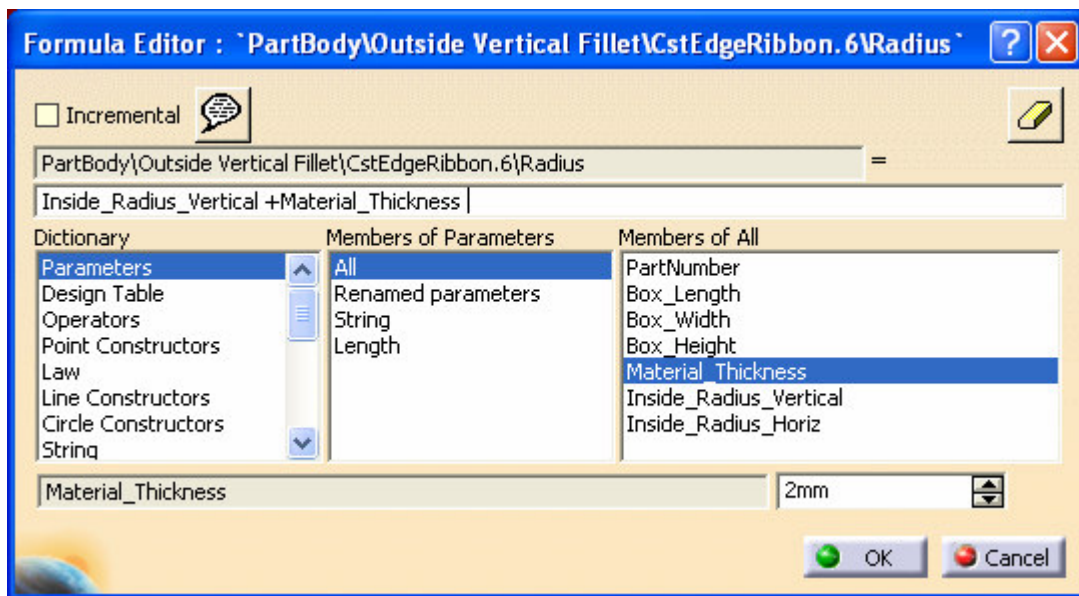 Formula Editor : `PartBody\Outside Vertical Fillet\CstEdgeRibbon.6\Radius`
Incremental
PartBody\Outside Vertical Fillet\CstEdgeRibbon.6\Radius =
Inside_Radius_Vertical +Material_Thickness
Dictionary
Parameters
Design Table
Operators
Point Constructors
Law
Line Constructors
Circle Constructors
String
Members of Parameters
All
Renamed parameters
String
Length
Members of All
PartNumber
Box_Length
Box_Width
Box_Height
Material_Thickness
Inside_Radius_Vertical
Inside_Radius_Horiz
Material_Thickness
2mm
OK
Cancel